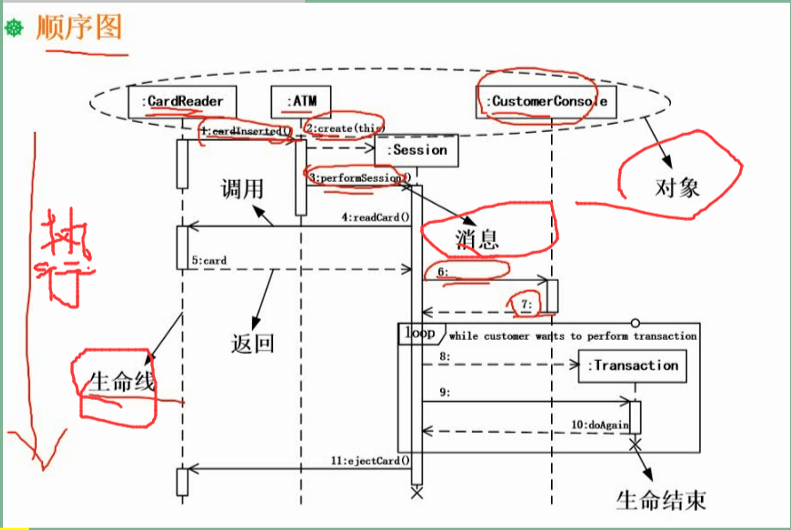 顺序图
:CardReader
:ATM
:CustomerConsole
1:cardInserted()
2:create(this)
:Session
3:performSession()
对象
调用
4:readCard()
消息
执行
5:card
6:
7:
返回
loop
while customer wants to perform transaction
生命线
8:
:Transaction
9:
10:doAgain
11:ejectCard()
生命结束